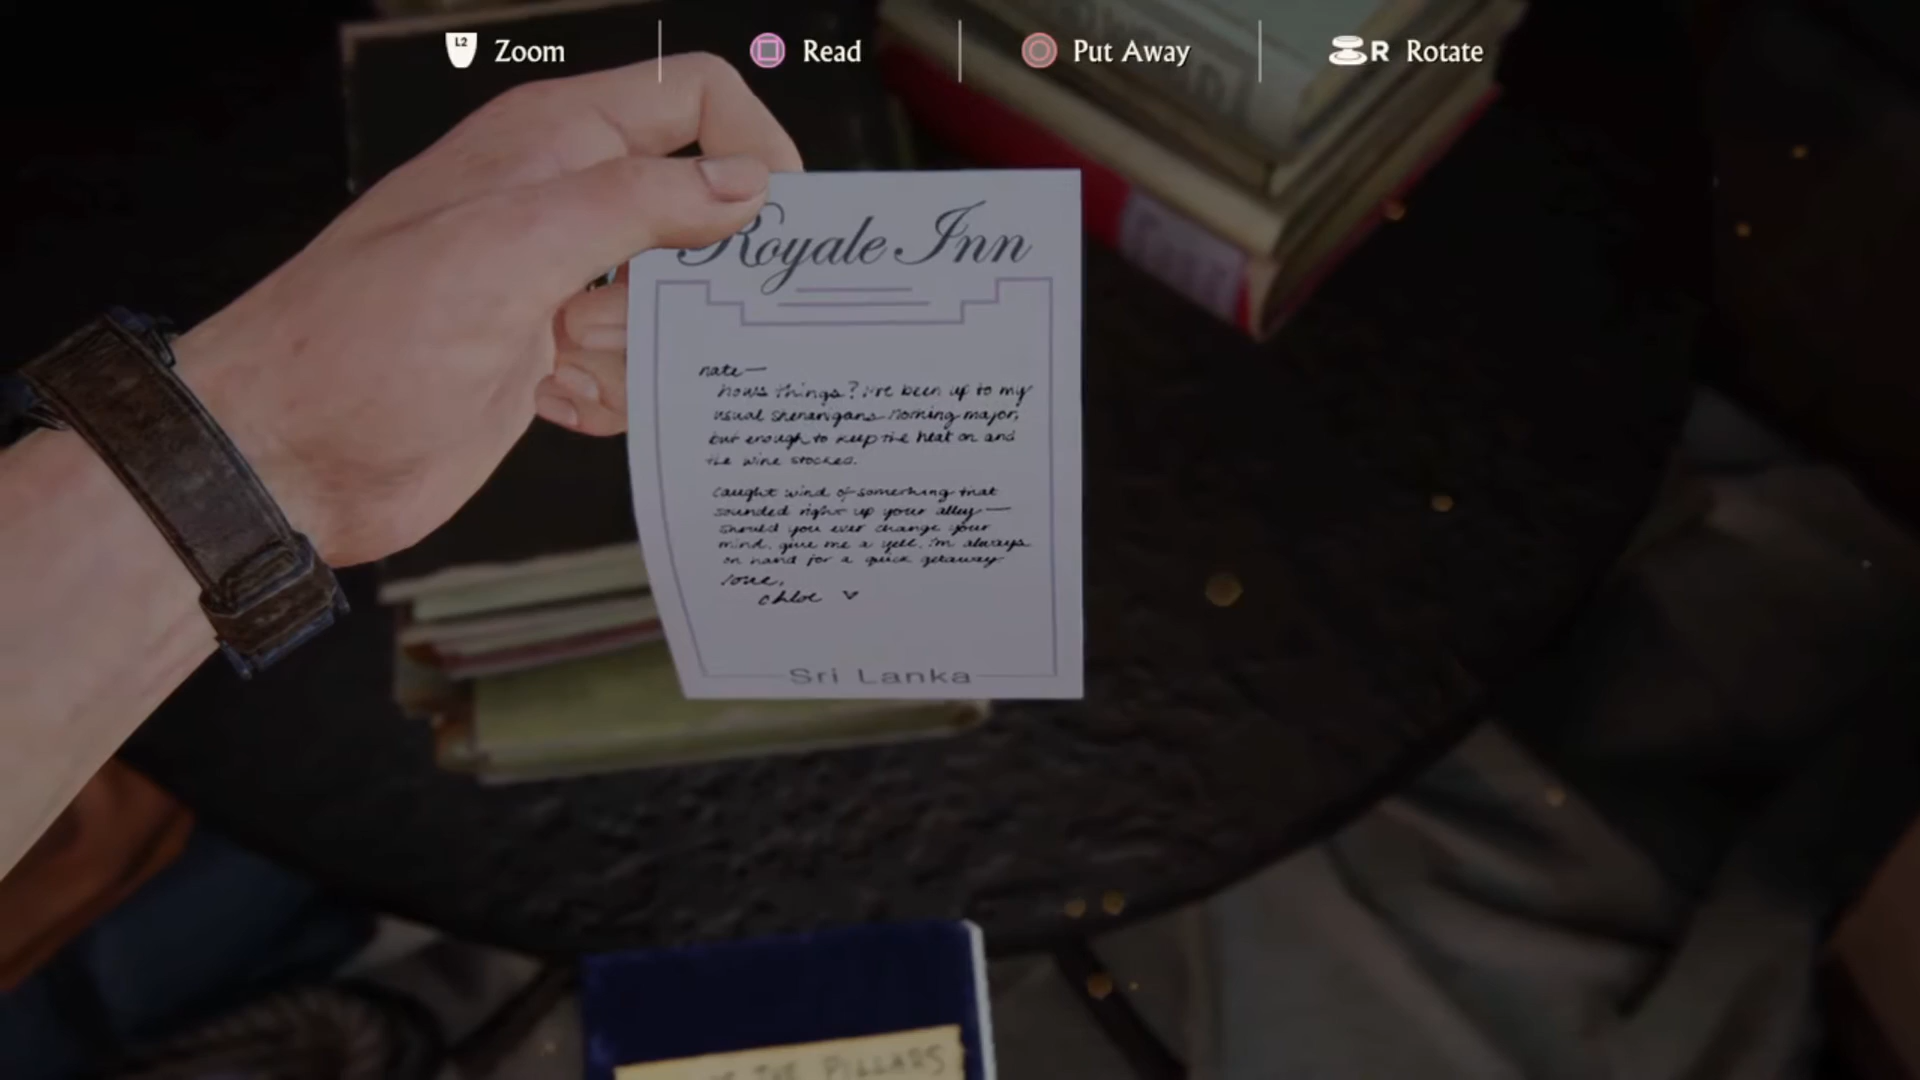 L2 Zoom
Read
Put Away
R Rotate
Royale Inn
nate—
hows things? I've been up to my
usual shenanigans. Nothing major,
but enough to keep the heat on and
the wine stocked.
Caught wind of something that
sounded right up your alley—
should you ever change your
mind, give me a yell. I'm always
on hand for a quick getaway
love,
chloe
Sri Lanka
THE PILLARS